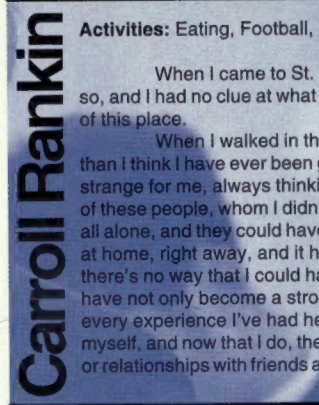 Carroll Rankin
Activities: Eating, Football,
When I came to St.
so, and I had no clue at what
of this place.
When I walked in th
than I think I have ever been
strange for me, always thinki
of these people, whom I didn
all alone, and they could have
at home, right away, and it h
there's no way that I could ha
have not only become a stro
every experience I've had he
myself, and now that I do, the
or relationships with friends a